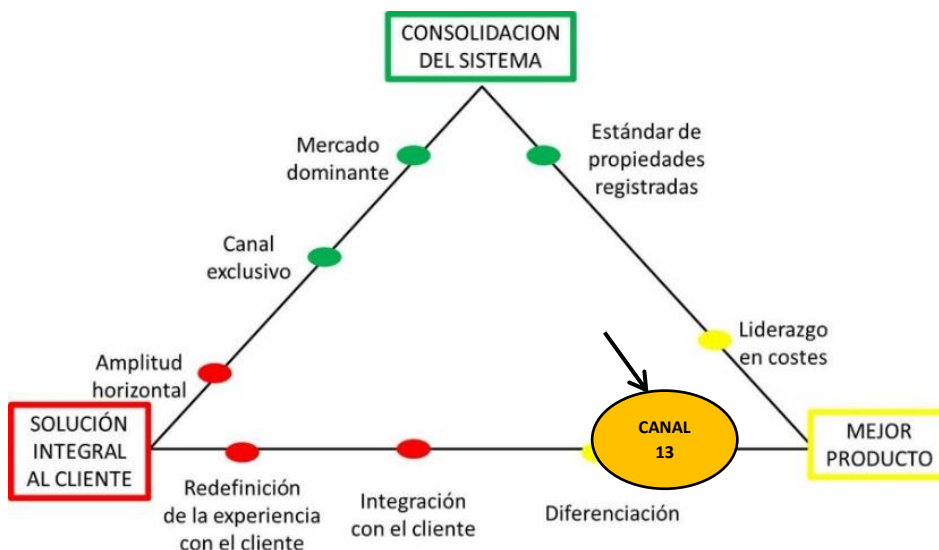 CONSOLIDACION
DEL SISTEMA
Mercado
dominante
Estándar de
propiedades
registradas
Canal
exclusivo
Liderazgo
en costes
Amplitud
horizontal
SOLUCIÓN
INTEGRAL
AL CLIENTE
CANAL
13
MEJOR
PRODUCTO
Redefinición
de la experiencia
con el cliente
Integración
con el cliente
Diferenciación